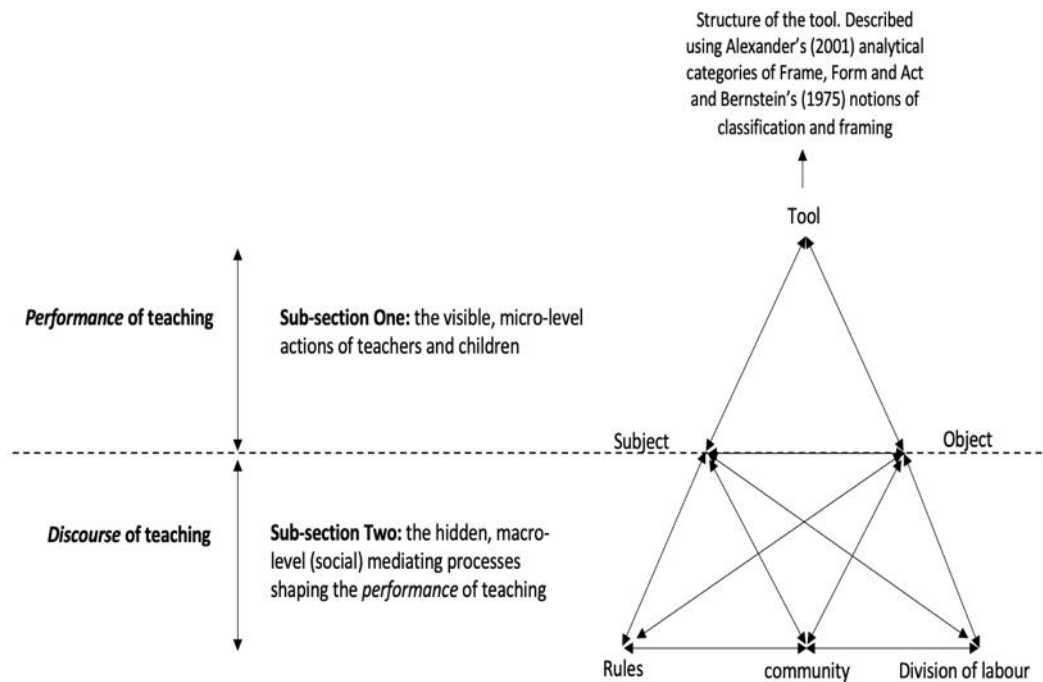 Structure of the tool. Described
using Alexander's (2001) analytical
categories of Frame, Form and Act
and Bernstein's (1975) notions of
classification and framing
Tool
Performance of teaching
Sub-section One: the visible, micro-level
actions of teachers and children
Subject
Object
Discourse of teaching
Sub-section Two: the hidden, macro-
level (social) mediating processes
shaping the performance of teaching
Rules
community
Division of labour